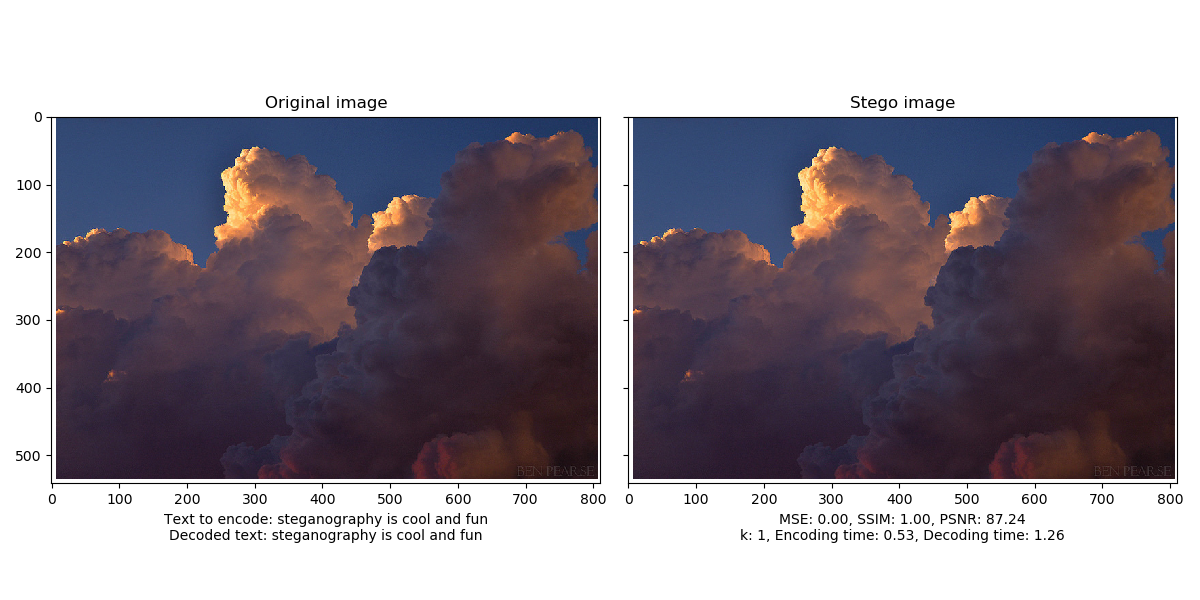 Original image
Stego image
0
100
200
300
400
500
0 100 200 300 400 500 600 700 800
0 100 200 300 400 500 600 700 800
BEN PEARSE
BEN PEARSE
Text to encode: steganography is cool and fun
Decoded text: steganography is cool and fun
MSE: 0.00, SSIM: 1.00, PSNR: 87.24
k: 1, Encoding time: 0.53, Decoding time: 1.26